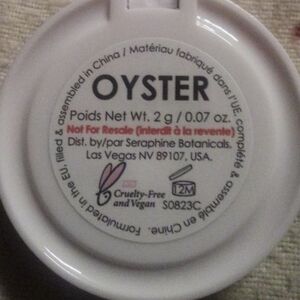 Formulated in the EU, filled & assembled in China / Matériau fabriqué dans l'UE, complété & assemblé en Chine.
OYSTER
Poids Net Wt. 2 g / 0.07 oz.
Not For Resale (interdit à la revente)
Dist. by/par Seraphine Botanicals.
Las Vegas NV 89107, USA.
Cruelty-Free
and Vegan
12M
S0823C